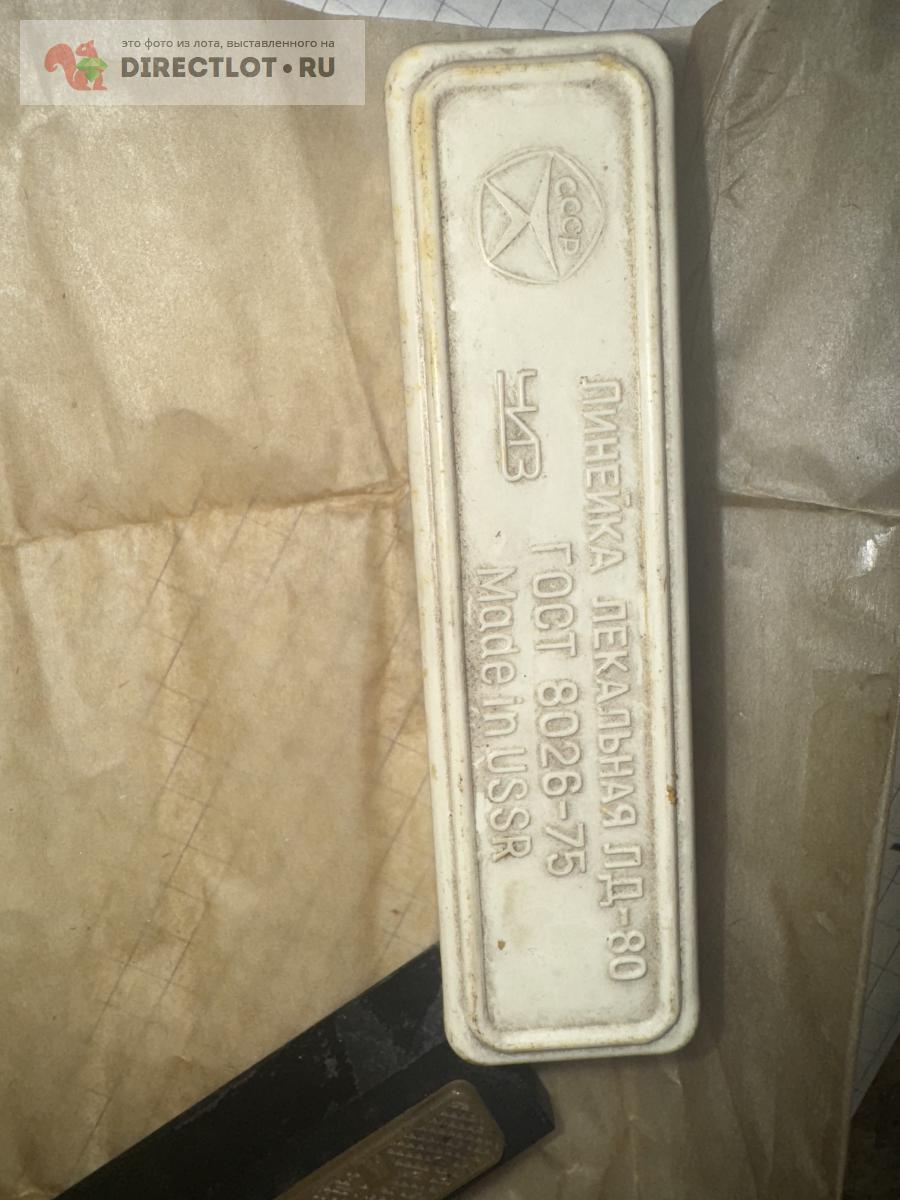 это фото из лота, выставленного на
DIRECTLOT•RU
СССР
ЛИНЕЙКА ЛЕКАЛЬНАЯ ЛД-80
ЧИЗ
ГОСТ 8026-75
Made in USSR